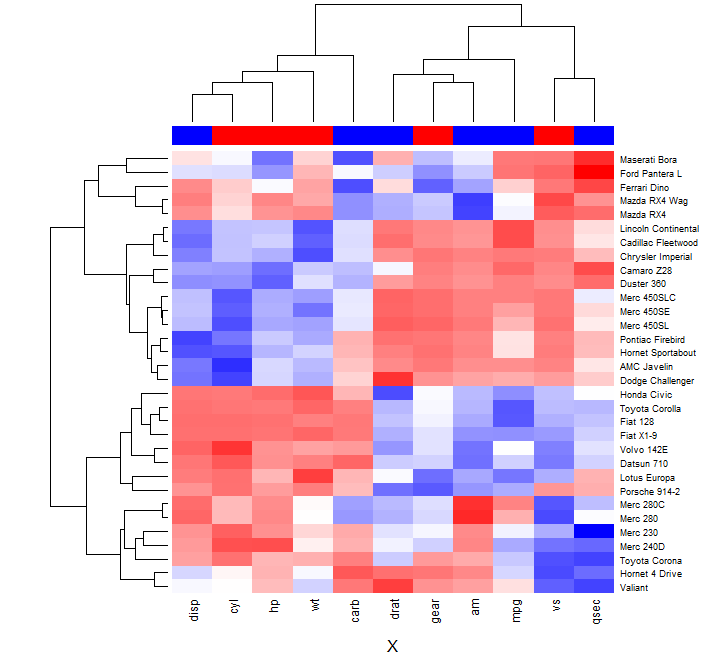 Maserati Bora
Ford Pantera L
Ferrari Dino
Mazda RX4 Wag
Mazda RX4
Lincoln Continental
Cadillac Fleetwood
Chrysler Imperial
Camaro Z28
Duster 360
Merc 450SLC
Merc 450SE
Merc 450SL
Pontiac Firebird
Hornet Sportabout
AMC Javelin
Dodge Challenger
Honda Civic
Toyota Corolla
Fiat 128
Fiat X1-9
Volvo 142E
Datsun 710
Lotus Europa
Porsche 914-2
Merc 280C
Merc 280
Merc 230
Merc 240D
Toyota Corona
Hornet 4 Drive
Valiant
disp
cyl
hp
wt
carb
drat
gear
am
mpg
vs
qsec
X